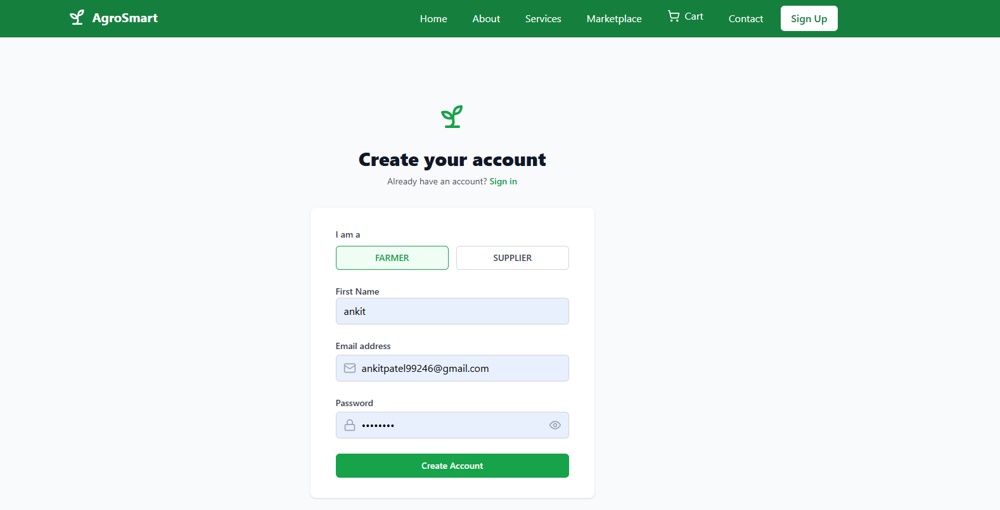 AgroSmart
Home About Services Marketplace Cart Contact Sign Up
Create your account
Already have an account? Sign in
I am a
FARMER SUPPLIER
First Name
ankit
Email address
ankitpatel99246@gmail.com
Password
••••••••
Create Account